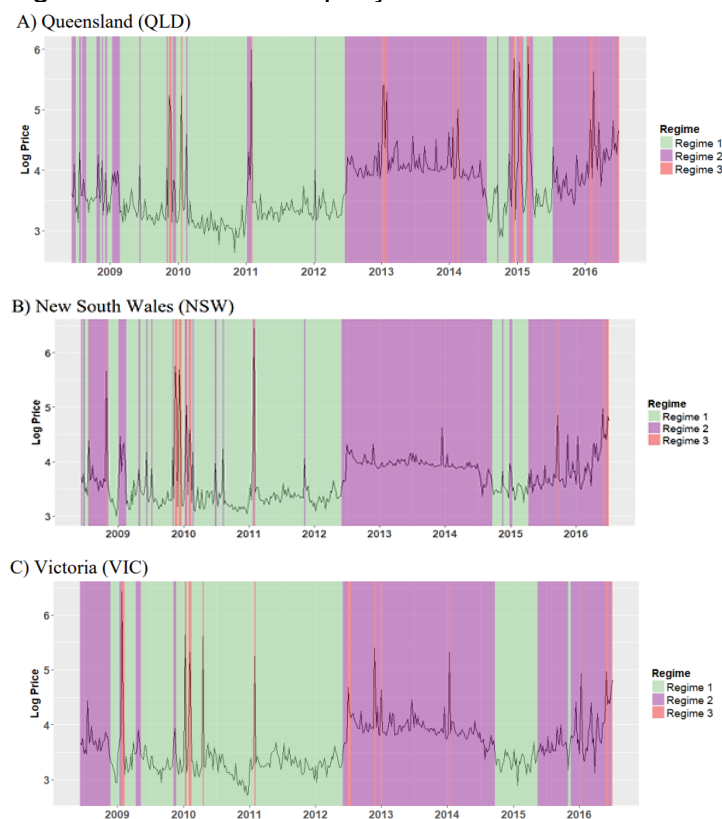 A) Queensland (QLD)
6
5
4
3
Log Price
2009 2010 2011 2012 2013 2014 2015 2016
Regime
Regime 1
Regime 2
Regime 3
B) New South Wales (NSW)
6
5
4
3
Log Price
2009 2010 2011 2012 2013 2014 2015 2016
Regime
Regime 1
Regime 2
Regime 3
C) Victoria (VIC)
6
5
4
3
Log Price
2009 2010 2011 2012 2013 2014 2015 2016
Regime
Regime 1
Regime 2
Regime 3